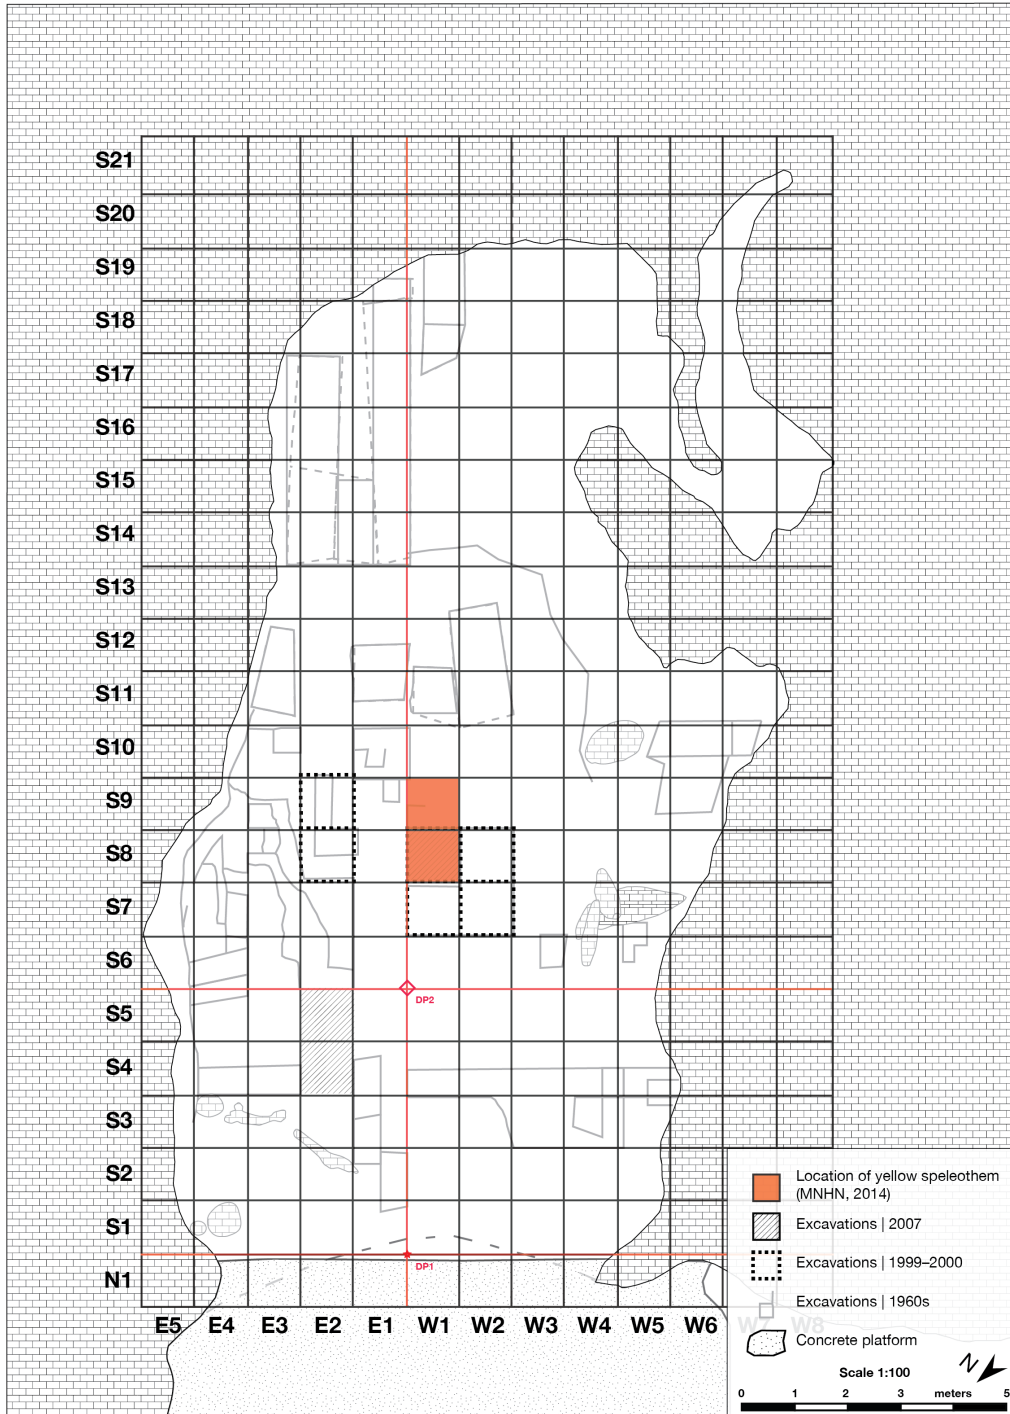 S21
S20
S19
S18
S17
S16
S15
S14
S13
S12
S11
S10
S9
S8
S7
S6
DP2
S5
S4
S3
S2
S1
DP1
N1
E5 E4 E3 E2 E1 W1 W2 W3 W4 W5 W6 W7 W8
Location of yellow speleothem
(MNHN, 2014)
Excavations | 2007
Excavations | 1999–2000
Excavations | 1960s
Concrete platform
Scale 1:100
N
0 1 2 3 meters 5